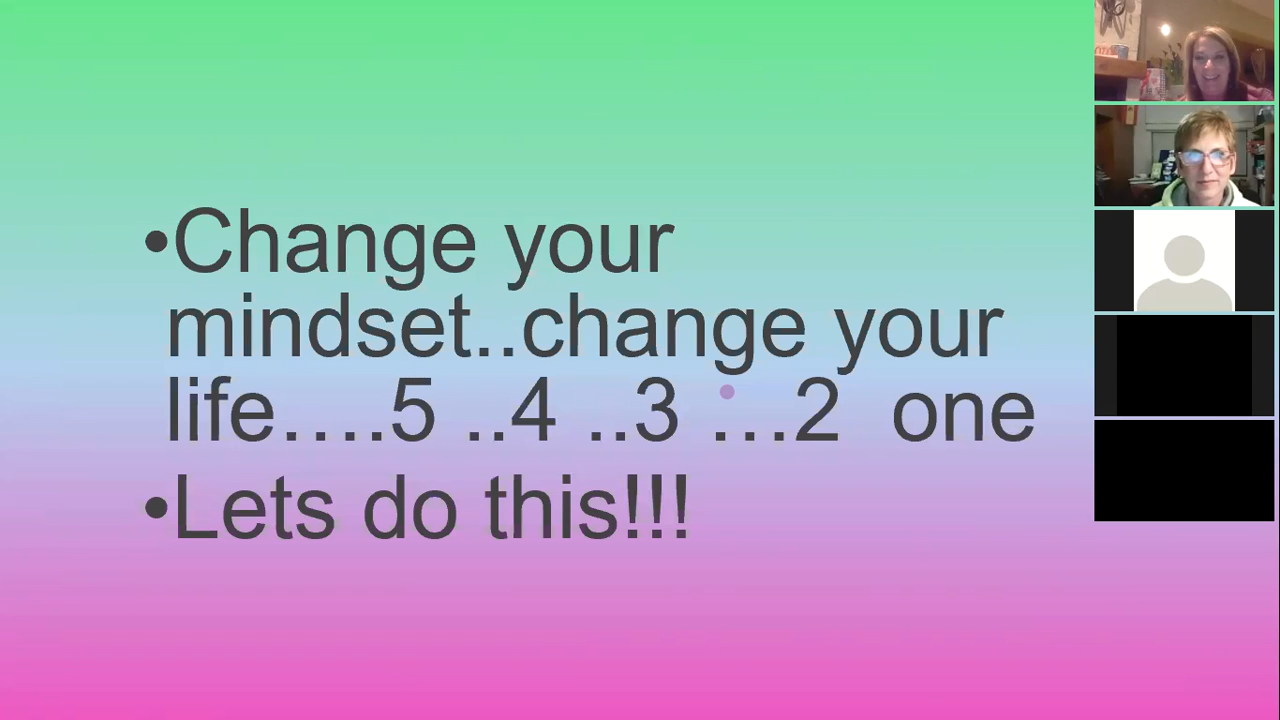 •Change your
mindset..change your
life….5 ..4 ..3 …2  one
•Lets do this!!!